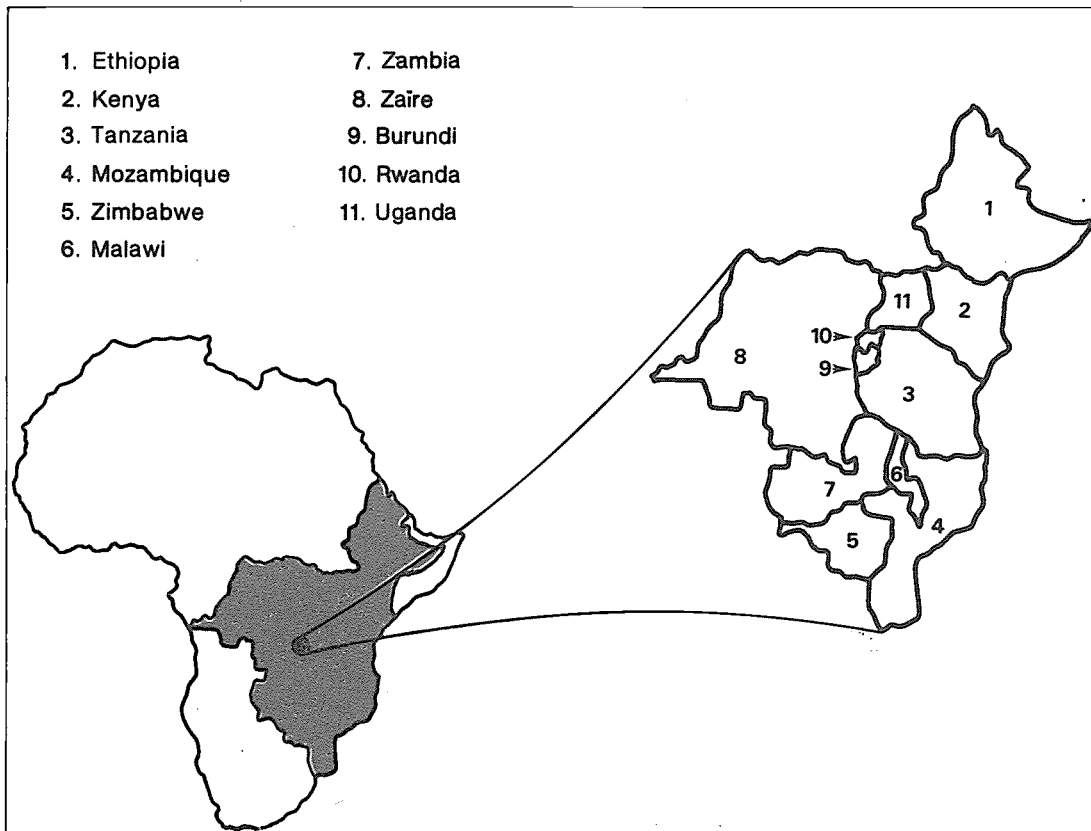 1. Ethiopia
2. Kenya
3. Tanzania
4. Mozambique
5. Zimbabwe
6. Malawi
7. Zambia
8. Zaïre
9. Burundi
10. Rwanda
11. Uganda
1
11
2
10
9
8
3
6
7
4
5